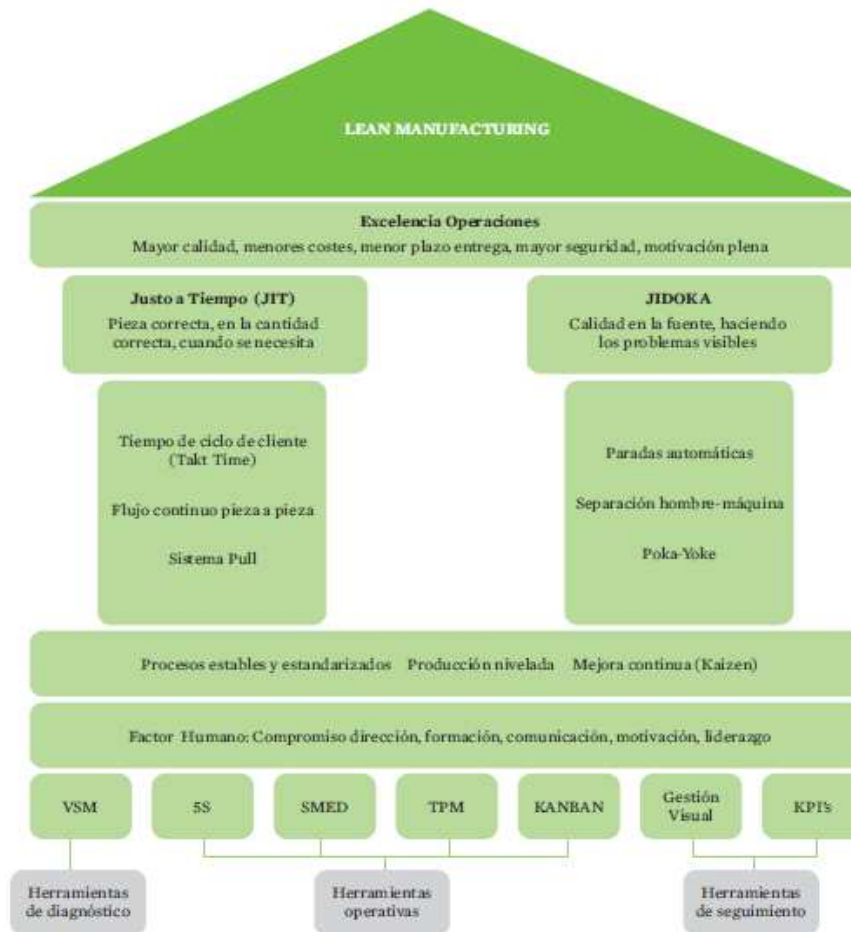 LEAN MANUFACTURING
Excelencia Operaciones
Mayor calidad, menores costes, menor plazo entrega, mayor seguridad, motivación plena
Justo a Tiempo (JIT)
Pieza correcta, en la cantidad
correcta, cuando se necesita
JIDOKA
Calidad en la fuente, haciendo
los problemas visibles
Tiempo de ciclo de cliente
(Takt Time)
Flujo continuo pieza a pieza
Sistema Pull
Paradas automáticas
Separación hombre-máquina
Poka-Yoke
Procesos estables y estandarizados Producción nivelada Mejora continua (Kaizen)
Factor Humano: Compromiso dirección, formación, comunicación, motivación, liderazgo
VSM
5S
SMED
TPM
KANBAN
Gestión
Visual
KPI's
Herramientas
de diagnóstico
Herramientas
operativas
Herramientas
de seguimiento